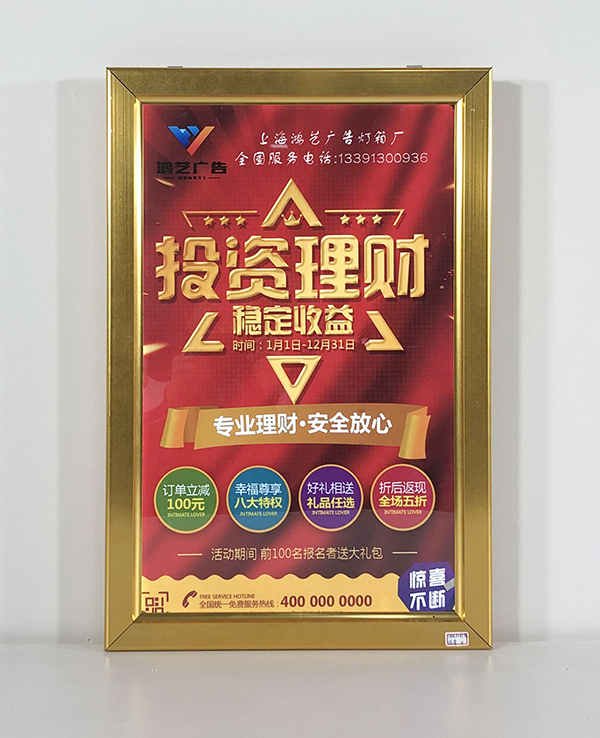 上海鸿艺广告灯箱厂
全国服务电话:13391300936
鸿艺广告
投资理财
稳定收益
时间：1月1日-12月31日
专业理财·安全放心
订单立减
100元
INTIMATE LOVER
幸福尊享
八大特权
INTIMATE LOVER
好礼相送
礼品任选
INTIMATE LOVER
折后返现
全场五折
INTIMATE LOVER
活动期间 前100名报名者送大礼包
惊喜
不断
FREE SERVICE HOTLINE
全国统一免费服务热线：400 000 0000